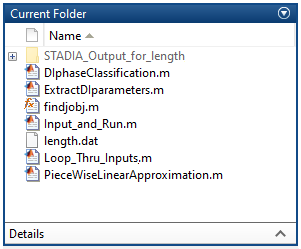 Current Folder
Name
STADIA_Output_for_length
DIphaseClassification.m
ExtractDIparameters.m
findjobj.m
Input_and_Run.m
length.dat
Loop_Thru_Inputs.m
PieceWiseLinearApproximation.m
Details